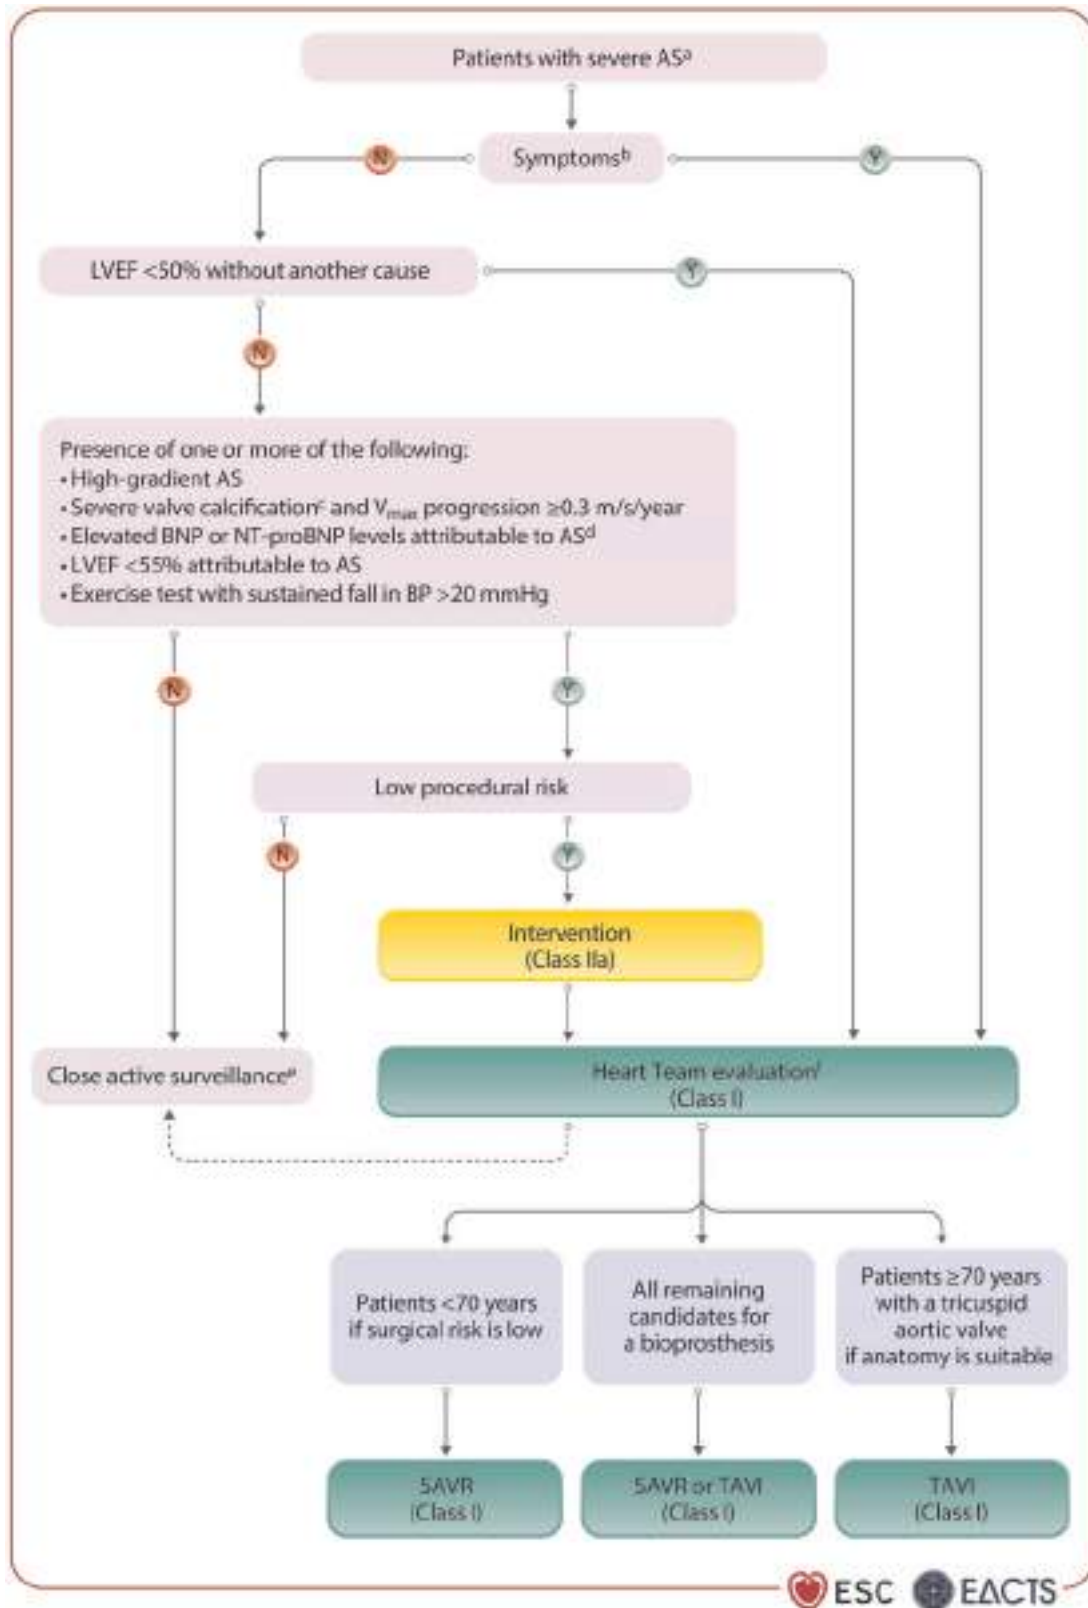 Patients with severe ASᵃ
N
Symptomsᵇ
Y
LVEF <50% without another cause
Y
N
Presence of one or more of the following:
• High-gradient AS
• Severe valve calcificationᶜ and Vmax progression ≥0.3 m/s/year
• Elevated BNP or NT-proBNP levels attributable to ASᵈ
• LVEF <55% attributable to AS
• Exercise test with sustained fall in BP >20 mmHg
N
Y
Low procedural risk
N
Y
Intervention
(Class IIa)
Close active surveillanceᵉ
Heart Team evaluationᶠ
(Class I)
Patients <70 years
if surgical risk is low
All remaining
candidates for
a bioprosthesis
Patients ≥70 years
with a tricuspid
aortic valve
if anatomy is suitable
SAVR
(Class I)
SAVR or TAVI
(Class I)
TAVI
(Class I)
ESC
EACTS